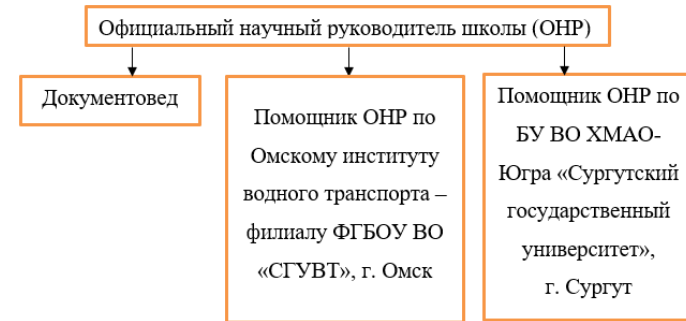 Официальный научный руководитель школы (ОНР)
Документовед
Помощник ОНР по
Омскому институту
водного транспорта –
филиалу ФГБОУ ВО
«СГУВТ», г. Омск
Помощник ОНР по
БУ ВО ХМАО-
Югра «Сургутский
государственный
университет»,
г. Сургут